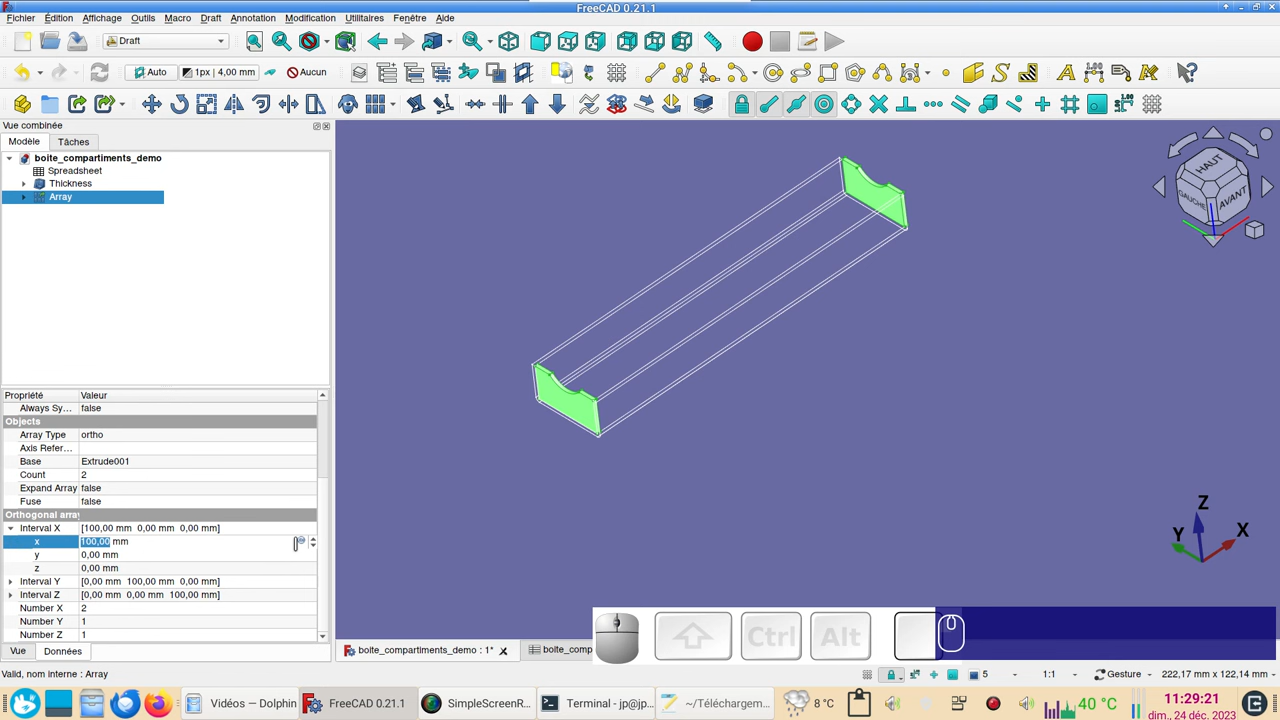 FreeCAD 0.21.1
Fichier Édition Affichage Outils Macro Draft Annotation Modification Utilitaires Fenêtre Aide
Draft
Auto 1px | 4,00 mm Aucun
Vue combinée
Modèle Tâches
boite_compartiments_demo
Spreadsheet
Thickness
Array
HAUT
GAUCHE
AVANT
Propriété Valeur
Always Sy... false
Objects
Array Type ortho
Axis Refer...
Base Extrude001
Count 2
Expand Array false
Fuse false
Orthogonal array
Interval X [100,00 mm 0,00 mm 0,00 mm]
x 100,00 mm
y 0,00 mm
z 0,00 mm
Interval Y [0,00 mm 100,00 mm 0,00 mm]
Interval Z [0,00 mm 0,00 mm 100,00 mm]
Number X 2
Number Y 1
Number Z 1
Z
Y
X
Vue Données
boite_compartiments_demo : 1*
boite_comp
Ctrl
Alt
Valid, nom interne : Array
5 1:1 Gesture 222,17 mm x 122,14 mm
Videos — Dolphin
FreeCAD 0.21.1
SimpleScreenR...
Terminal - jp@jp...
~/Téléchargem...
8°C
40 °C
11:29:21
dim., 24 déc. 2023